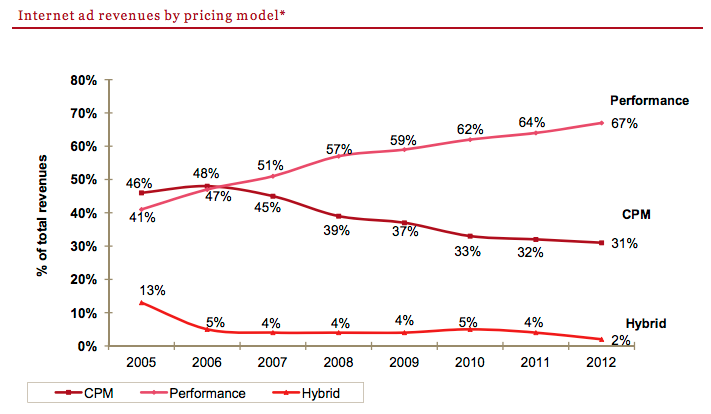 Internet ad revenues by pricing model*
80%
70%
60%
50%
40%
30%
20%
10%
0%
% of total revenues
Performance
41% 47% 51% 57% 59% 62% 64% 67%
CPM
46% 48% 45% 39% 37% 33% 32% 31%
Hybrid
13% 5% 4% 4% 4% 5% 4% 2%
2005 2006 2007 2008 2009 2010 2011 2012
CPM Performance Hybrid